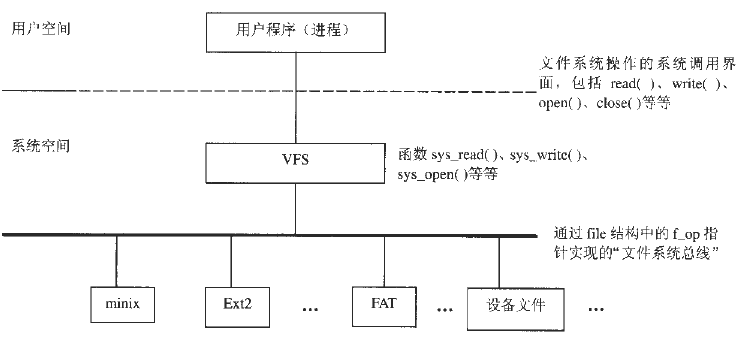 用户空间
用户程序（进程）
文件系统操作的系统调用界
面，包括 read( )、write( )、
open( )、close( )等等
系统空间
VFS
函数 sys_read( )、sys_write( )、
sys_open( )等等
通过 file 结构中的 f_op 指
针实现的“文件系统总线”
minix
Ext2
...
FAT
...
设备文件
...